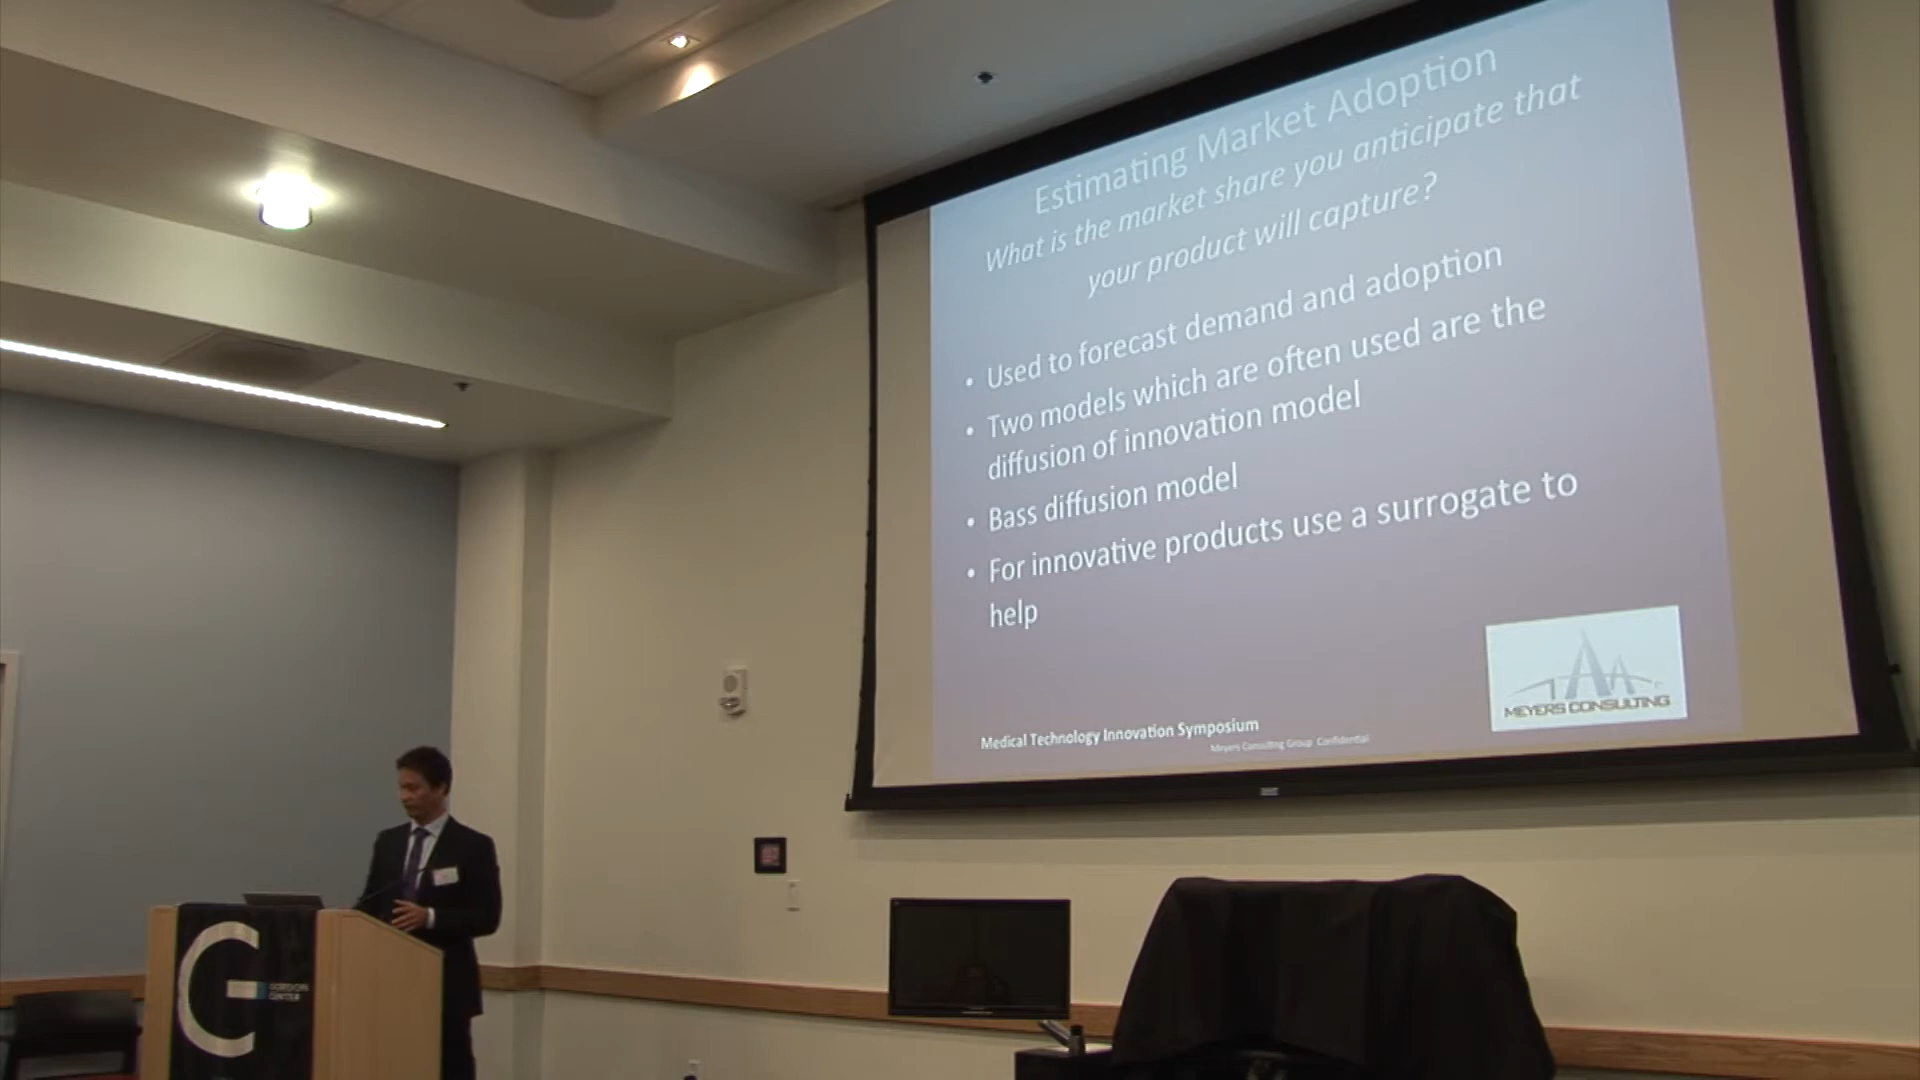 Estimating Market Adoption
What is the market share you anticipate that
your product will capture?
• Used to forecast demand and adoption
• Two models which are often used are the
diffusion of innovation model
• Bass diffusion model
• For innovative products use a surrogate to
help
MEYERS CONSULTING
Medical Technology Innovation Symposium
Meyers Consulting Group Confidential
GORDON
CENTER